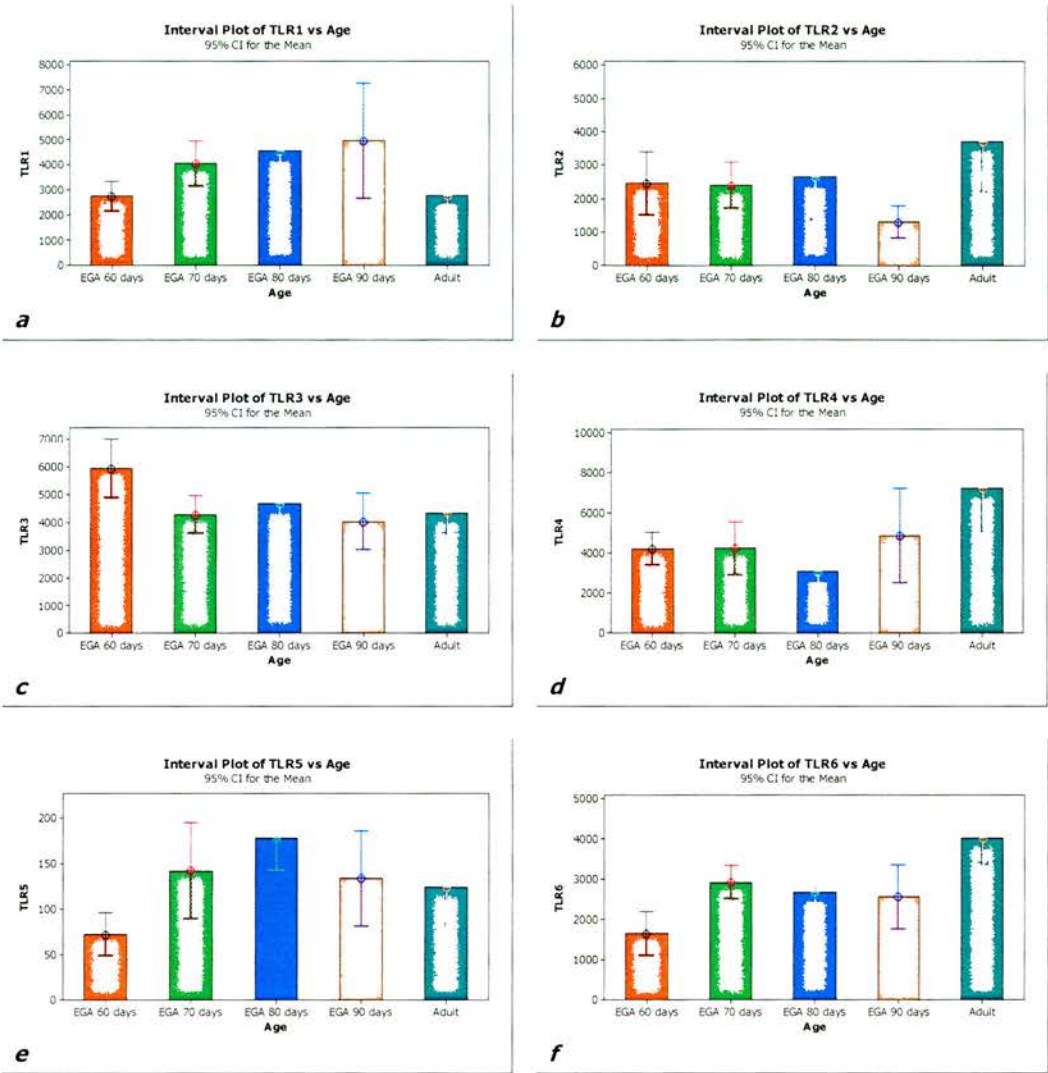 Interval Plot of TLR1 vs Age
95% CI for the Mean
8000
7000
6000
5000
4000
3000
2000
1000
0
TLR1
EGA 60 days EGA 70 days EGA 80 days EGA 90 days Adult
Age
a
Interval Plot of TLR2 vs Age
95% CI for the Mean
6000
5000
4000
3000
2000
1000
0
TLR2
EGA 60 days EGA 70 days EGA 80 days EGA 90 days Adult
Age
b
Interval Plot of TLR3 vs Age
95% CI for the Mean
7000
6000
5000
4000
3000
2000
1000
0
TLR3
EGA 60 days EGA 70 days EGA 80 days EGA 90 days Adult
Age
c
Interval Plot of TLR4 vs Age
95% CI for the Mean
10000
8000
6000
4000
2000
0
TLR4
EGA 60 days EGA 70 days EGA 80 days EGA 90 days Adult
Age
d
Interval Plot of TLR5 vs Age
95% CI for the Mean
200
150
100
50
0
TLR5
EGA 60 days EGA 70 days EGA 80 days EGA 90 days Adult
Age
e
Interval Plot of TLR6 vs Age
95% CI for the Mean
5000
4000
3000
2000
1000
0
TLR6
EGA 60 days EGA 70 days EGA 80 days EGA 90 days Adult
Age
f